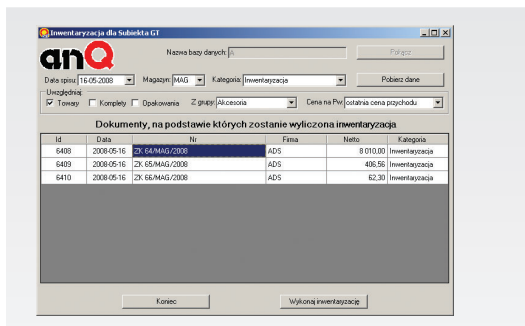 Inwentaryzacja dla Subiekta GT
anQ
Nazwa bazy danych: A
Połącz
Data spisu: 16-05-2008 Magazyn: MAG Kategoria: Inwentaryzacja Pobierz dane
Uwzględniaj:
Towary Komplety Opakowania Z grupy: Akcesoria Cena na Pw: ostatnia cena przychodu
Dokumenty, na podstawie których zostanie wyliczona inwentaryzacja
Id Data Nr Firma Netto Kategoria
6408 2008-05-16 ZK 64/MAG/2008 ADS 8 010,00 Inwentaryzacja
6409 2008-05-16 ZK 65/MAG/2008 ADS 406,56 Inwentaryzacja
6410 2008-05-16 ZK 66/MAG/2008 ADS 62,30 Inwentaryzacja
Koniec Wykonaj inwentaryzację